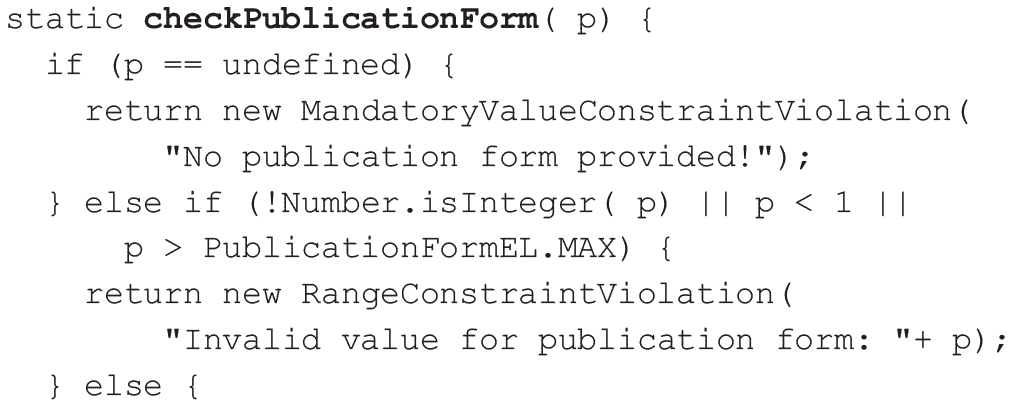 static checkPublicationForm( p) {
  if (p == undefined) {
    return new MandatoryValueConstraintViolation(
        "No publication form provided!");
  } else if (!Number.isInteger( p) || p < 1 ||
      p > PublicationFormEL.MAX) {
    return new RangeConstraintViolation(
        "Invalid value for publication form: "+ p);
  } else {